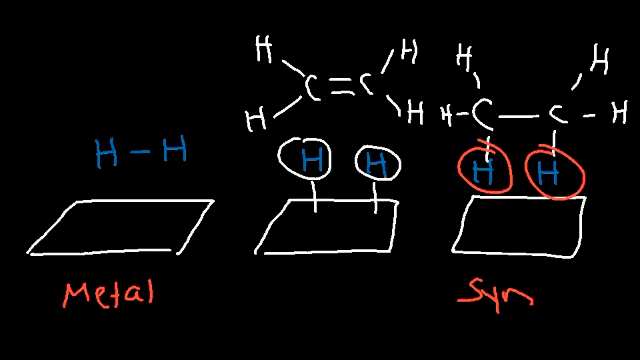 H H H H
C = C
H H H - C — C - H
H — H H H H H
Metal Syn